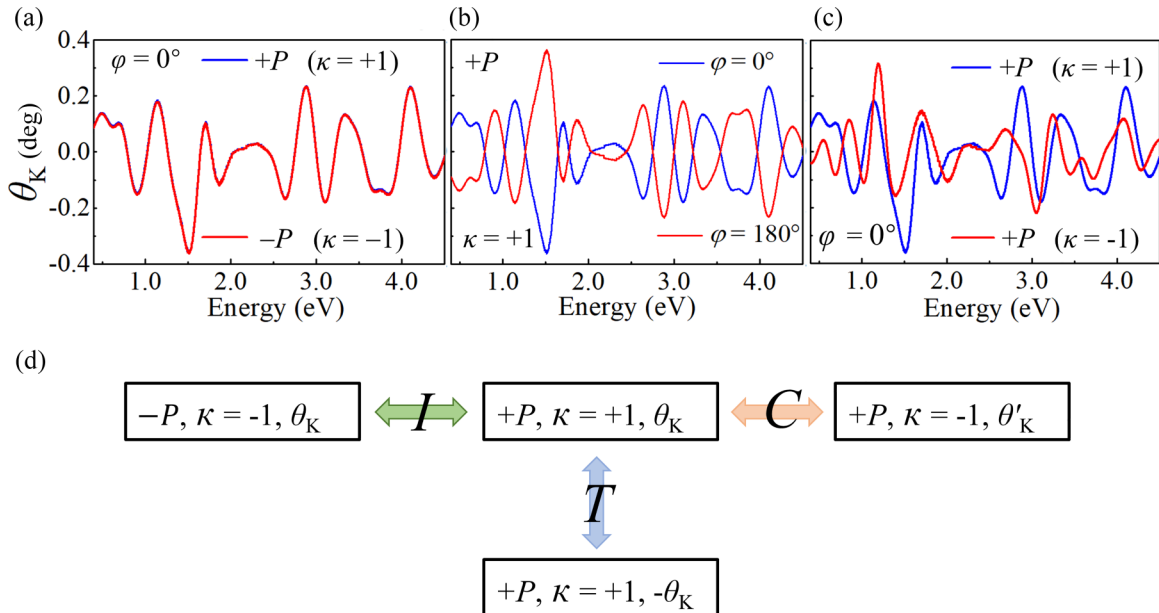 (a)
(b)
(c)
φ = 0° +P (κ = +1)
−P (κ = −1)
+P φ = 0°
κ = +1 φ = 180°
+P (κ = +1)
φ = 0° +P (κ = -1)
θK (deg)
0.4
0.2
0.0
-0.2
-0.4
1.0 2.0 3.0 4.0
1.0 2.0 3.0 4.0
1.0 2.0 3.0 4.0
Energy (eV)
Energy (eV)
Energy (eV)
(d)
−P, κ = -1, θK
I
+P, κ = +1, θK
C
+P, κ = -1, θ′K
T
+P, κ = +1, -θK